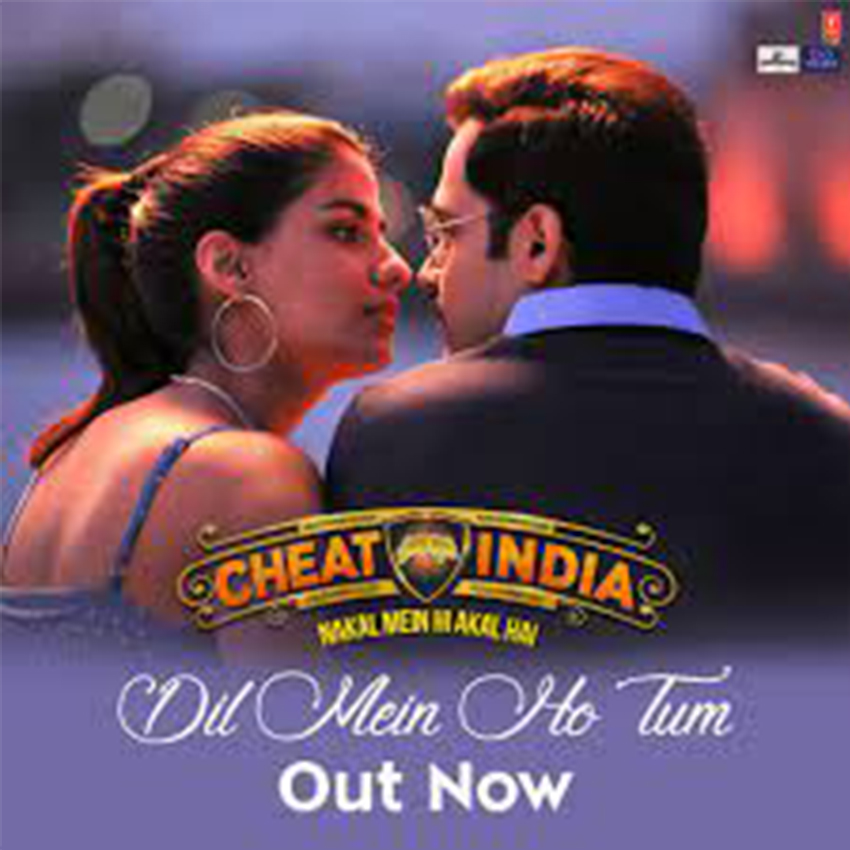 CHEAT INDIA
NAKAL MEIN HI AKAL HAI
Dil Mein Ho Tum
Out Now